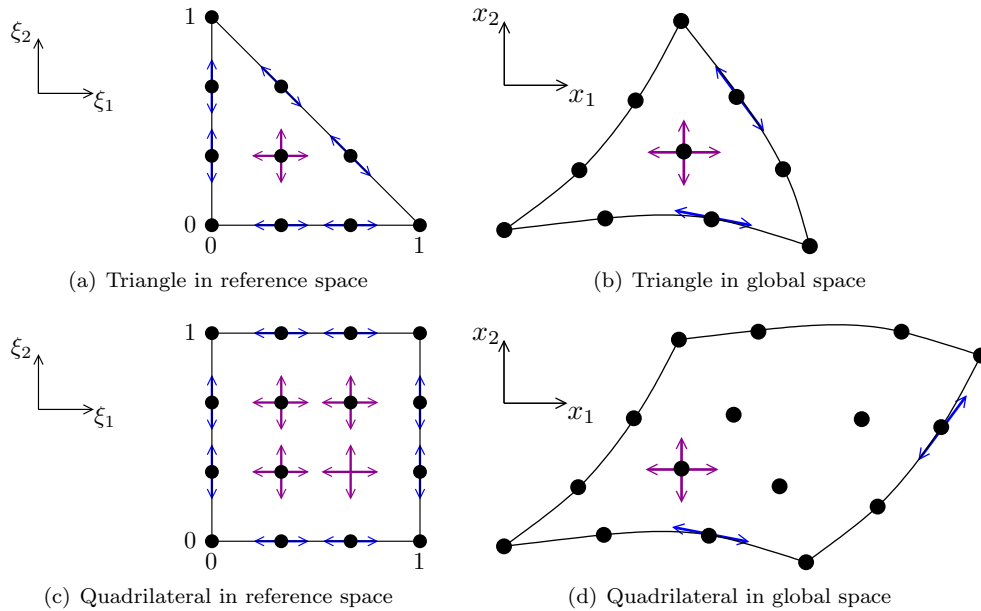 1
ξ2
ξ1
0
0
1
(a) Triangle in reference space
x2
x1
(b) Triangle in global space
1
ξ2
ξ1
0
0
1
(c) Quadrilateral in reference space
x2
x1
(d) Quadrilateral in global space